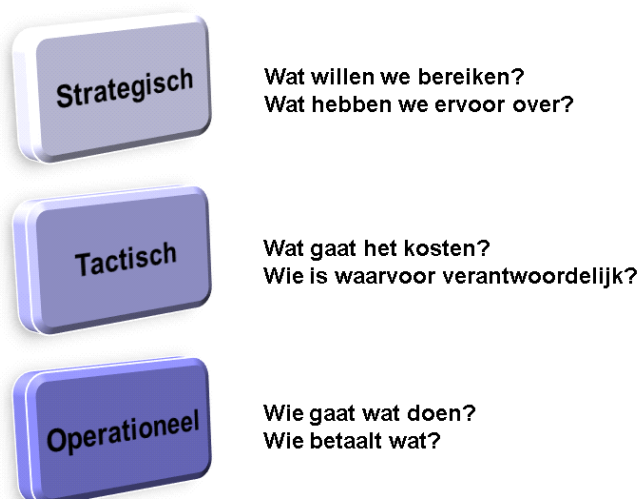 Strategisch
Wat willen we bereiken?
Wat hebben we ervoor over?
Tactisch
Wat gaat het kosten?
Wie is waarvoor verantwoordelijk?
Operationeel
Wie gaat wat doen?
Wie betaalt wat?